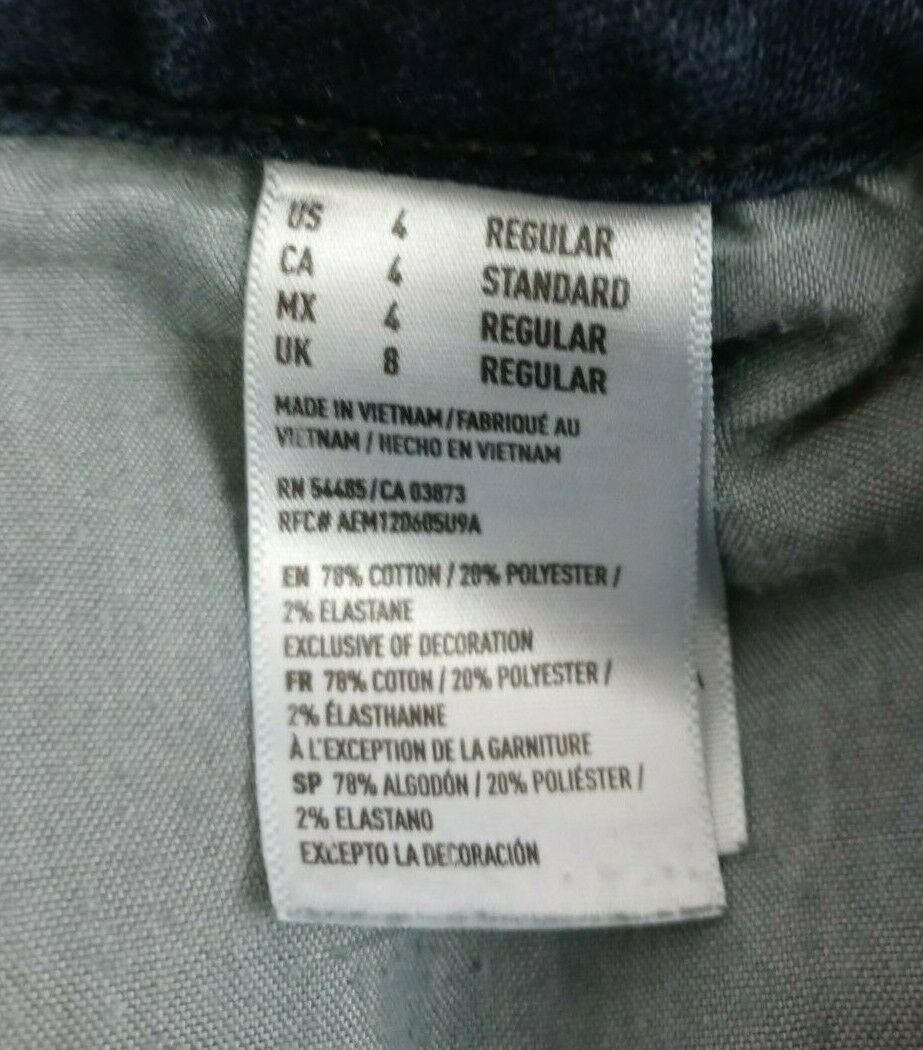 US 4 REGULAR
CA 4 STANDARD
MX 4 REGULAR
UK 8 REGULAR
MADE IN VIETNAM / FABRIQUÉ AU
VIETNAM / HECHO EN VIETNAM
RN 54485 / CA 03873
RFC# AEM120605U9A
EN 78% COTTON / 20% POLYESTER /
2% ELASTANE
EXCLUSIVE OF DECORATION
FR 78% COTON / 20% POLYESTER /
2% ÉLASTHANNE
À L'EXCEPTION DE LA GARNITURE
SP 78% ALGODÓN / 20% POLIÉSTER /
2% ELASTANO
EXCEPTO LA DECORACIÓN